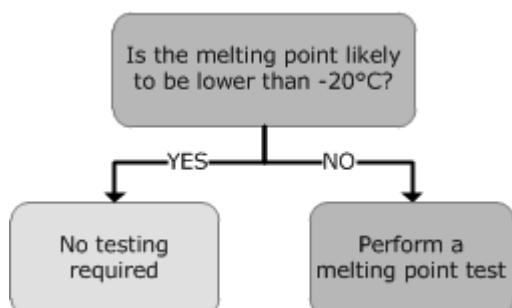 Is the melting point likely
to be lower than -20°C?
YES
NO
No testing
required
Perform a
melting point test